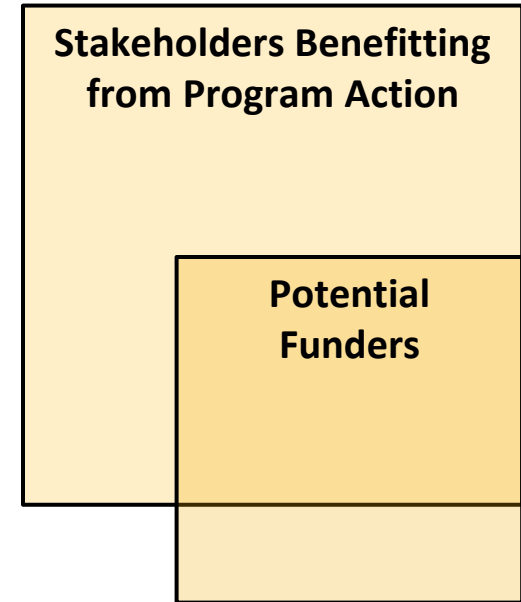 Stakeholders Benefitting
from Program Action
Potential
Funders